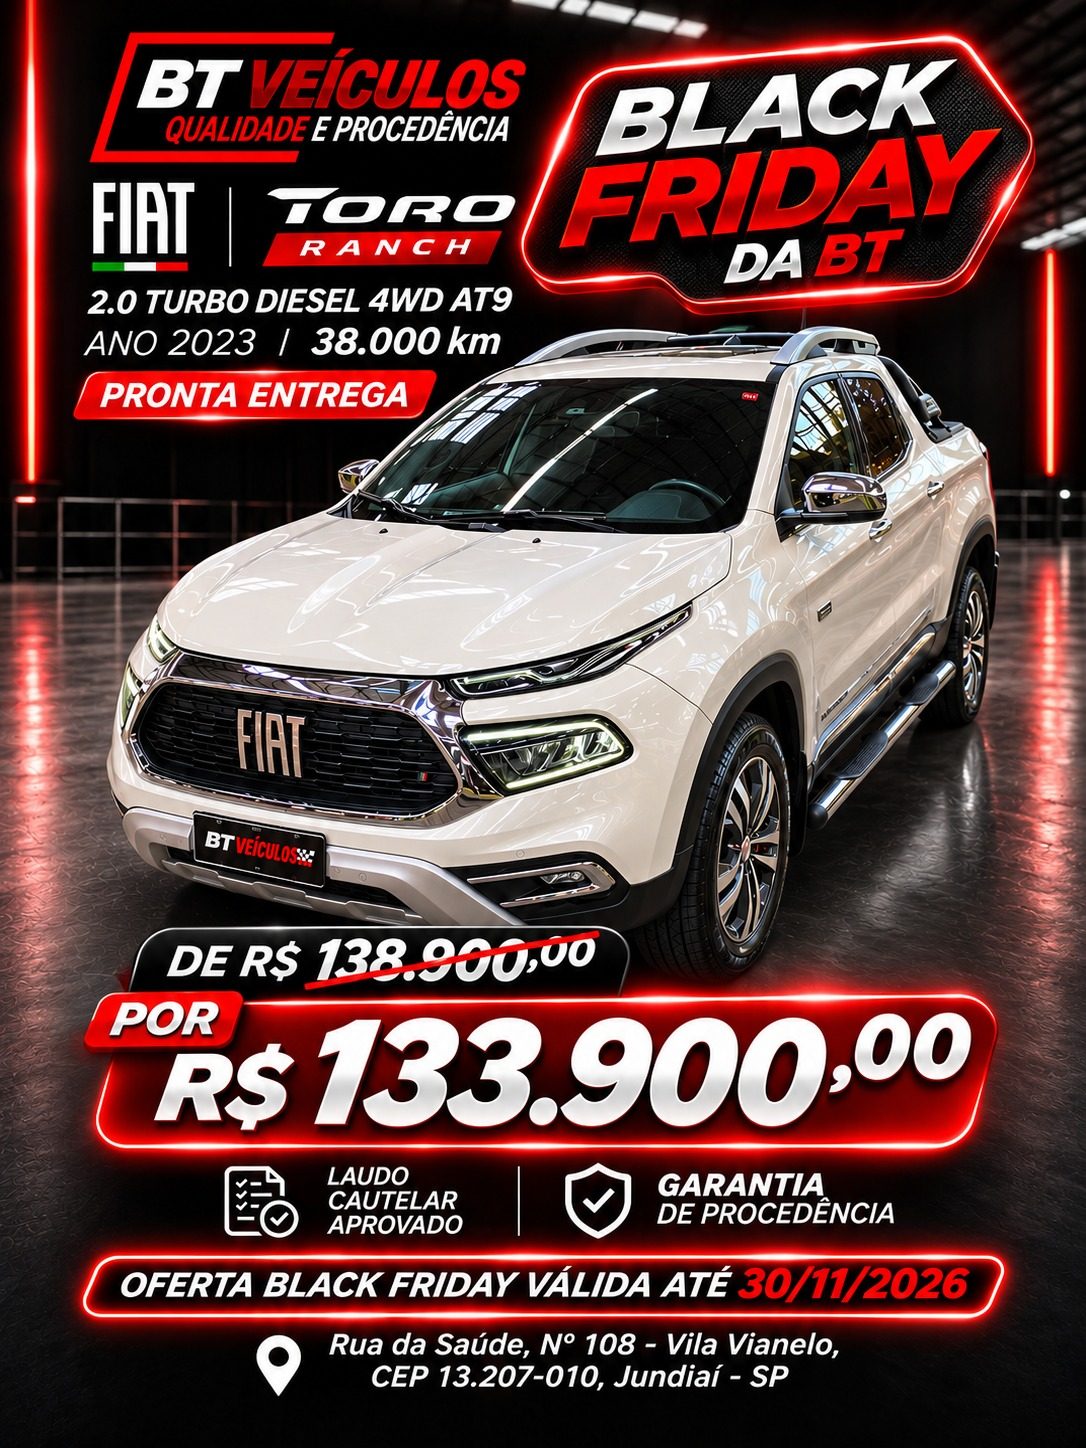 BT VEÍCULOS
QUALIDADE E PROCEDÊNCIA
BLACK
FRIDAY
DA BT
FIAT
TORO
RANCH
2.0 TURBO DIESEL 4WD AT9
ANO 2023 / 38.000 km
PRONTA ENTREGA
FIAT
BT VEÍCULOS
DE R$ 138.900,00
POR
R$ 133.900,00
LAUDO
CAUTELAR
APROVADO
GARANTIA
DE PROCEDÊNCIA
OFERTA BLACK FRIDAY VÁLIDA ATÉ 30/11/2026
Rua da Saúde, Nº 108 - Vila Vianelo,
CEP 13.207-010, Jundiaí - SP